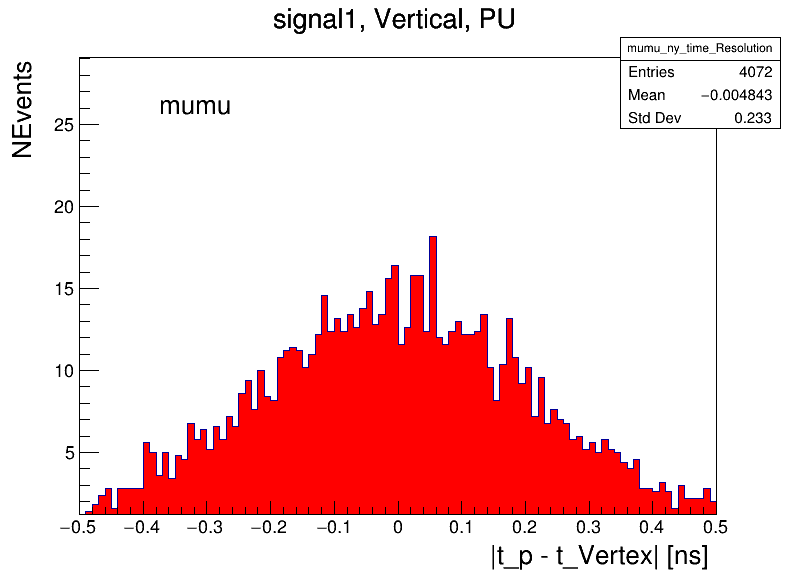 signal1, Vertical, PU
mumu_ny_time_Resolution
Entries 4072
Mean −0.004843
Std Dev 0.233
NEvents
mumu
25
20
15
10
5
−0.5 −0.4 −0.3 −0.2 −0.1 0 0.1 0.2 0.3 0.4 0.5
|t_p - t_Vertex| [ns]